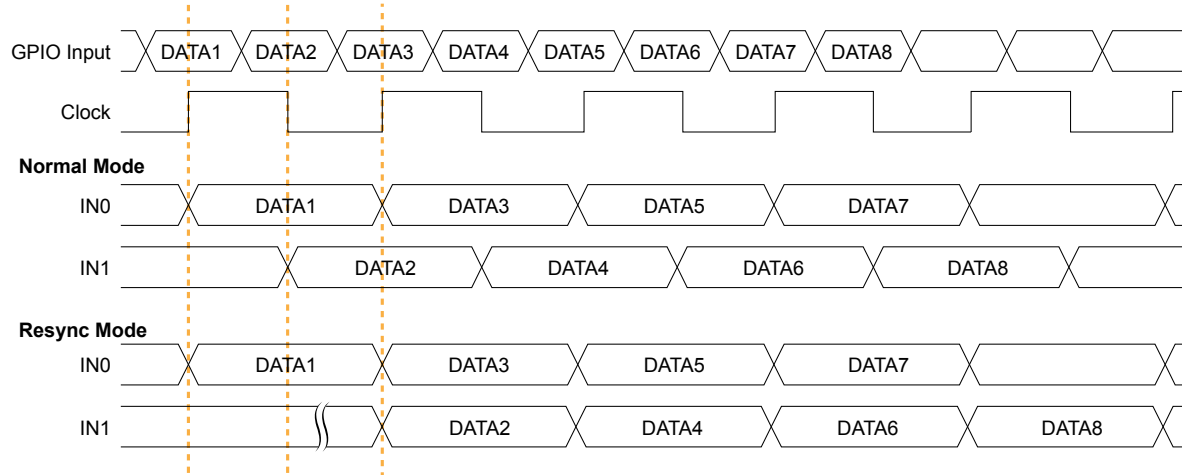 GPIO Input DATA1 DATA2 DATA3 DATA4 DATA5 DATA6 DATA7 DATA8
Clock
Normal Mode
IN0 DATA1 DATA3 DATA5 DATA7
IN1 DATA2 DATA4 DATA6 DATA8
Resync Mode
IN0 DATA1 DATA3 DATA5 DATA7
IN1 DATA2 DATA4 DATA6 DATA8